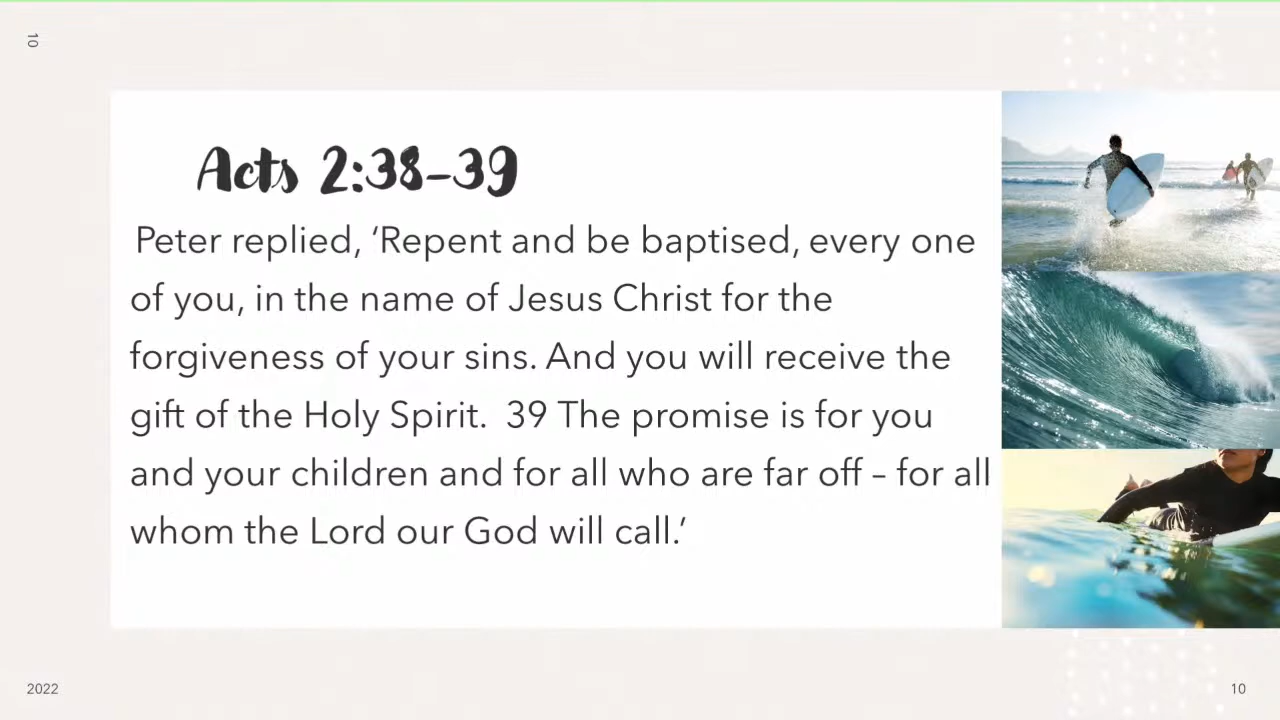 10
Acts 2:38-39
Peter replied, ‘Repent and be baptised, every one
of you, in the name of Jesus Christ for the
forgiveness of your sins. And you will receive the
gift of the Holy Spirit.  39 The promise is for you
and your children and for all who are far off – for all
whom the Lord our God will call.’
2022
10